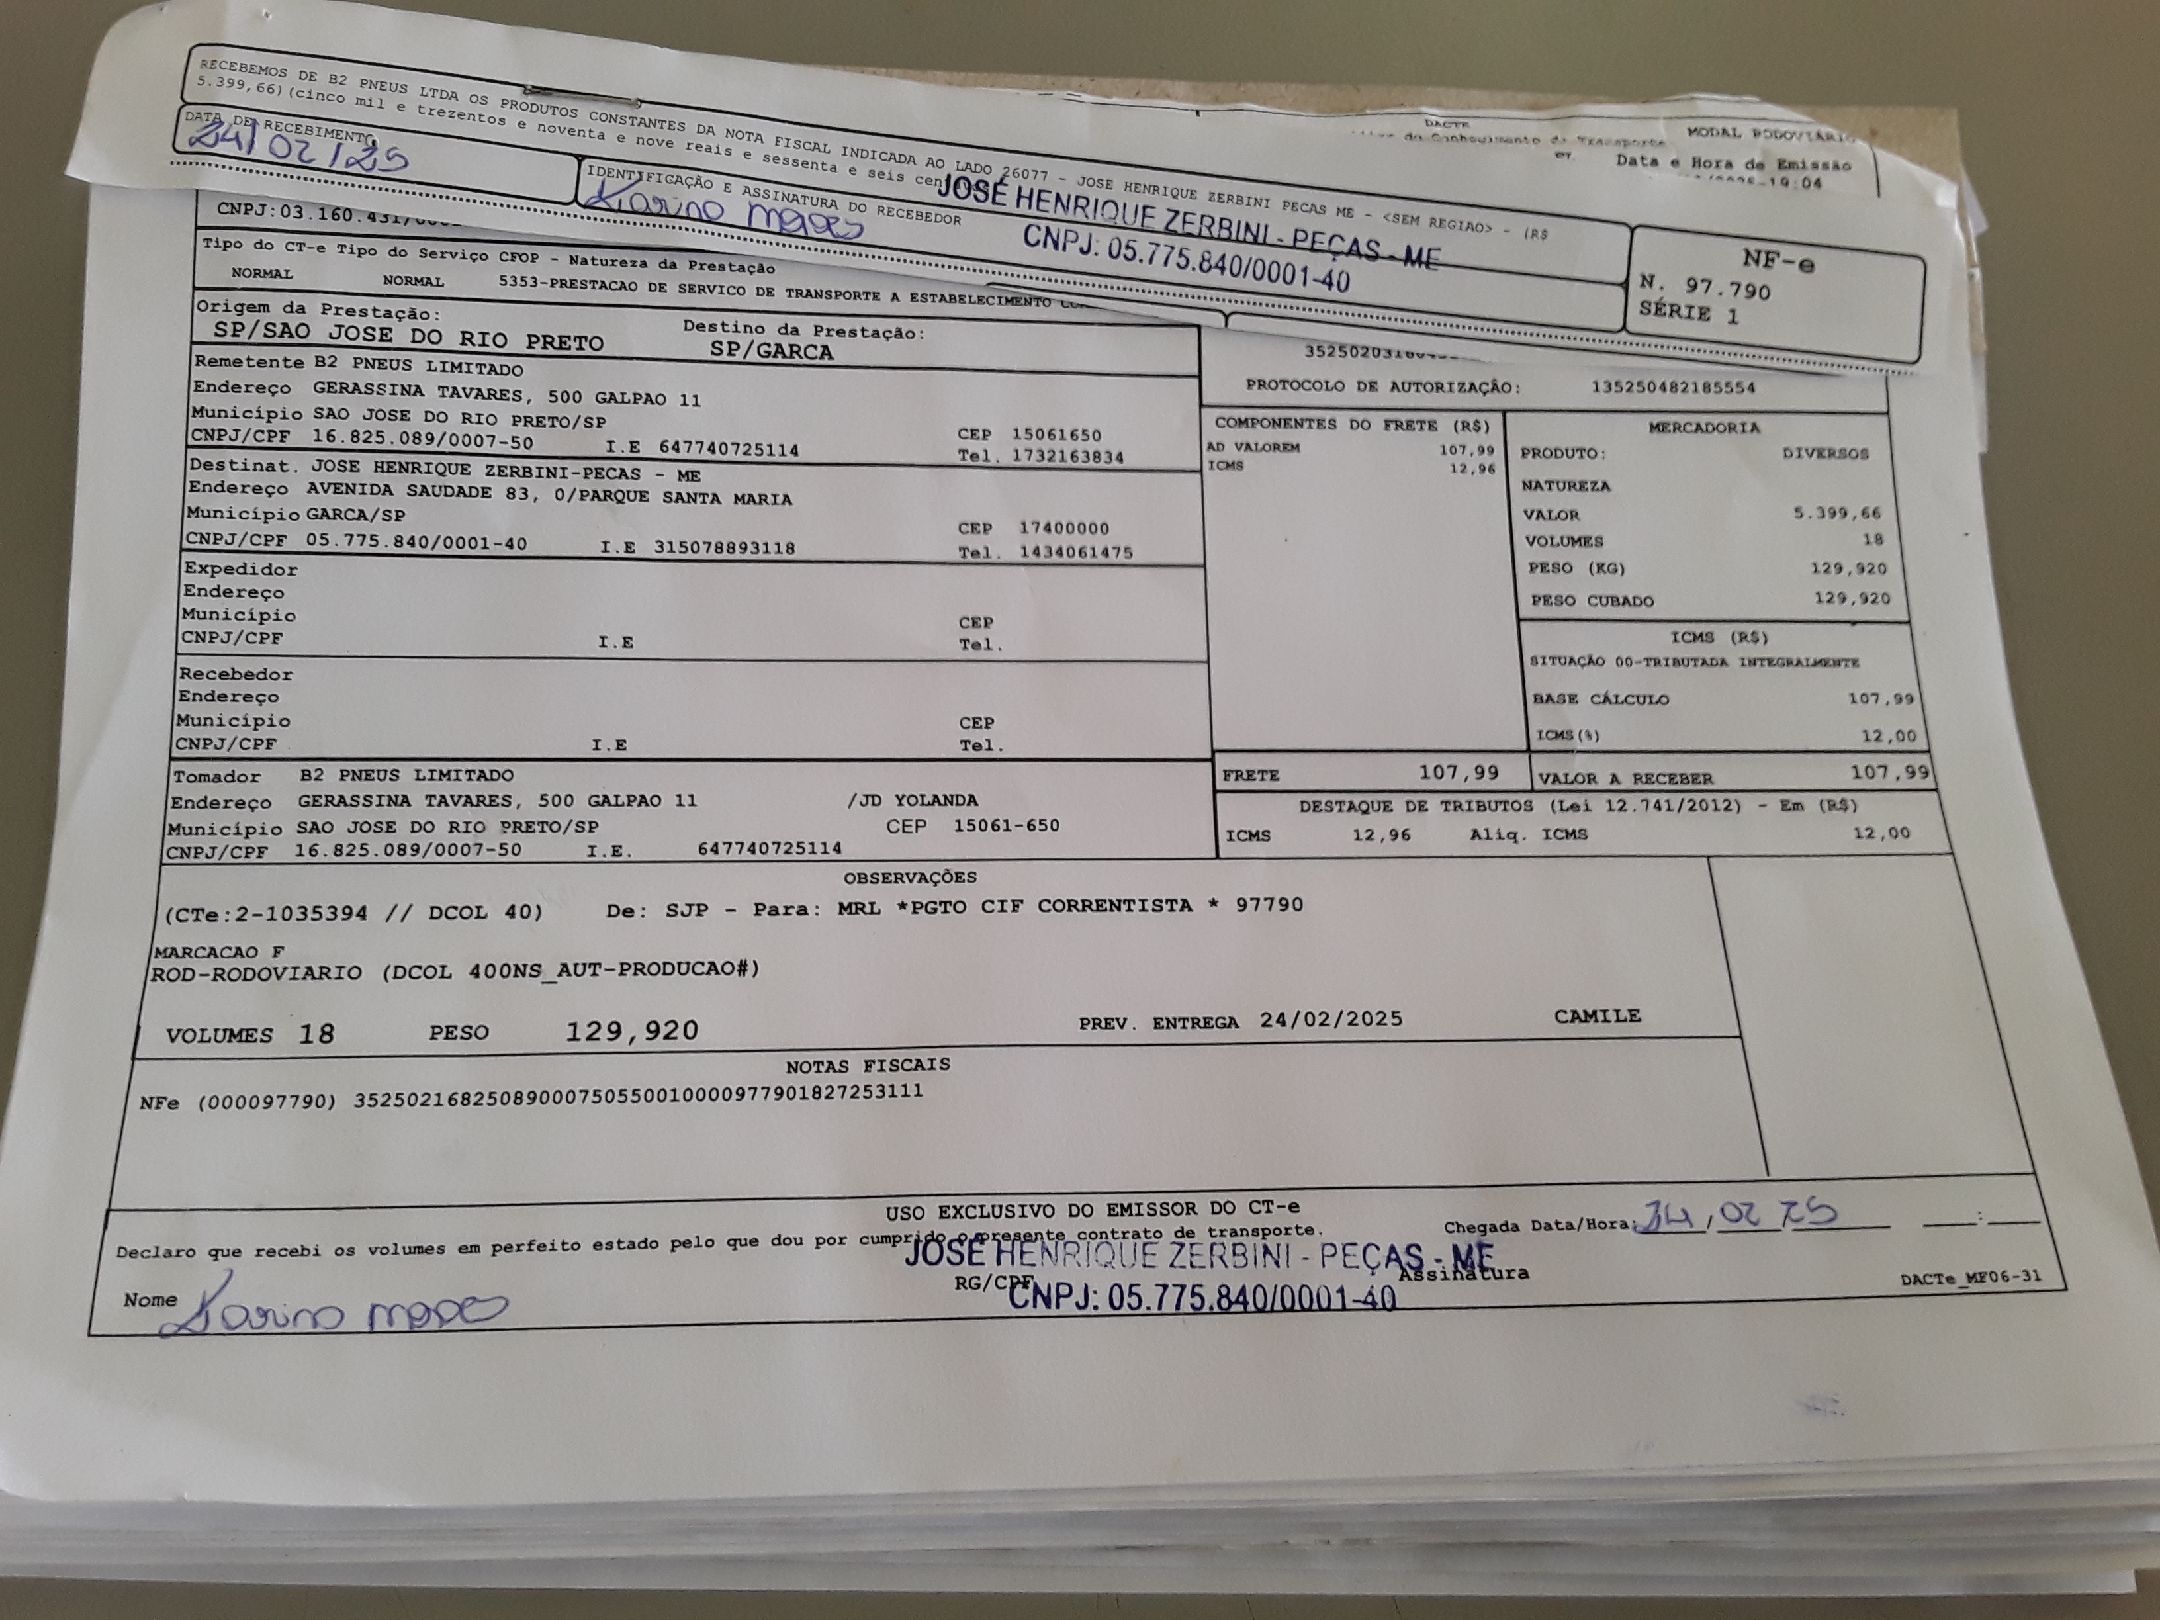 RECEBEMOS DE B2 PNEUS LTDA OS PRODUTOS CONSTANTES DA NOTA FISCAL INDICADA AO LADO 26077 - JOSE HENRIQUE ZERBINI PECAS ME - <SEM REGIAO> - (R$
5.399,66)(cinco mil e trezentos e noventa e nove reais e sessenta e seis cen
DATA DE RECEBIMENTO
24/02/25
IDENTIFICAÇÃO E ASSINATURA DO RECEBEDOR
JOSÉ HENRIQUE ZERBINI - PEÇAS - ME
CNPJ: 05.775.840/0001-40
NF-e
N. 97.790
SÉRIE 1
DACTE
do Conhecimento de Transporte
MODAL RODOVIÁRIO
Data e Hora de Emissão
19:04
CNPJ:03.160.431/
Tipo do CT-e Tipo do Serviço CFOP - Natureza da Prestação
NORMAL NORMAL 5353-PRESTACAO DE SERVICO DE TRANSPORTE A ESTABELECIMENTO
Origem da Prestação: Destino da Prestação:
SP/SAO JOSE DO RIO PRETO SP/GARCA
Remetente B2 PNEUS LIMITADO
Endereço GERASSINA TAVARES, 500 GALPAO 11
Município SAO JOSE DO RIO PRETO/SP CEP 15061650
CNPJ/CPF 16.825.089/0007-50 I.E 647740725114 Tel. 1732163834
Destinat. JOSE HENRIQUE ZERBINI-PECAS - ME
Endereço AVENIDA SAUDADE 83, 0/PARQUE SANTA MARIA
Município GARCA/SP CEP 17400000
CNPJ/CPF 05.775.840/0001-40 I.E 315078893118 Tel. 1434061475
Expedidor
Endereço
Município CEP
CNPJ/CPF I.E Tel.
Recebedor
Endereço
Município CEP
CNPJ/CPF I.E Tel.
Tomador B2 PNEUS LIMITADO
Endereço GERASSINA TAVARES, 500 GALPAO 11 /JD YOLANDA
Município SAO JOSE DO RIO PRETO/SP CEP 15061-650
CNPJ/CPF 16.825.089/0007-50 I.E. 647740725114
PROTOCOLO DE AUTORIZAÇÃO: 135250482185554
COMPONENTES DO FRETE (R$)
AD VALOREM 107,99
ICMS 12,96
MERCADORIA
PRODUTO: DIVERSOS
NATUREZA
VALOR 5.399,66
VOLUMES 18
PESO (KG) 129,920
PESO CUBADO 129,920
ICMS (R$)
SITUAÇÃO 00-TRIBUTADA INTEGRALMENTE
BASE CÁLCULO 107,99
ICMS(%) 12,00
FRETE 107,99 VALOR A RECEBER 107,99
DESTAQUE DE TRIBUTOS (Lei 12.741/2012) - Em (R$)
ICMS 12,96 Aliq. ICMS 12,00
OBSERVAÇÕES
(CTe:2-1035394 // DCOL 40) De: SJP - Para: MRL *PGTO CIF CORRENTISTA * 97790
MARCACAO F
ROD-RODOVIARIO (DCOL 400NS_AUT-PRODUCAO#)
VOLUMES 18 PESO 129,920 PREV. ENTREGA 24/02/2025 CAMILE
NOTAS FISCAIS
NFe (000097790) 35250216825089000750550010000977901827253111
USO EXCLUSIVO DO EMISSOR DO CT-e
Declaro que recebi os volumes em perfeito estado pelo que dou por cumprido o presente contrato de transporte.
Chegada Data/Hora: 24/02 25 :
JOSÉ HENRIQUE ZERBINI - PEÇAS - ME
Nome RG/CPF Assinatura
CNPJ: 05.775.840/0001-40
DACTe_MF06-31